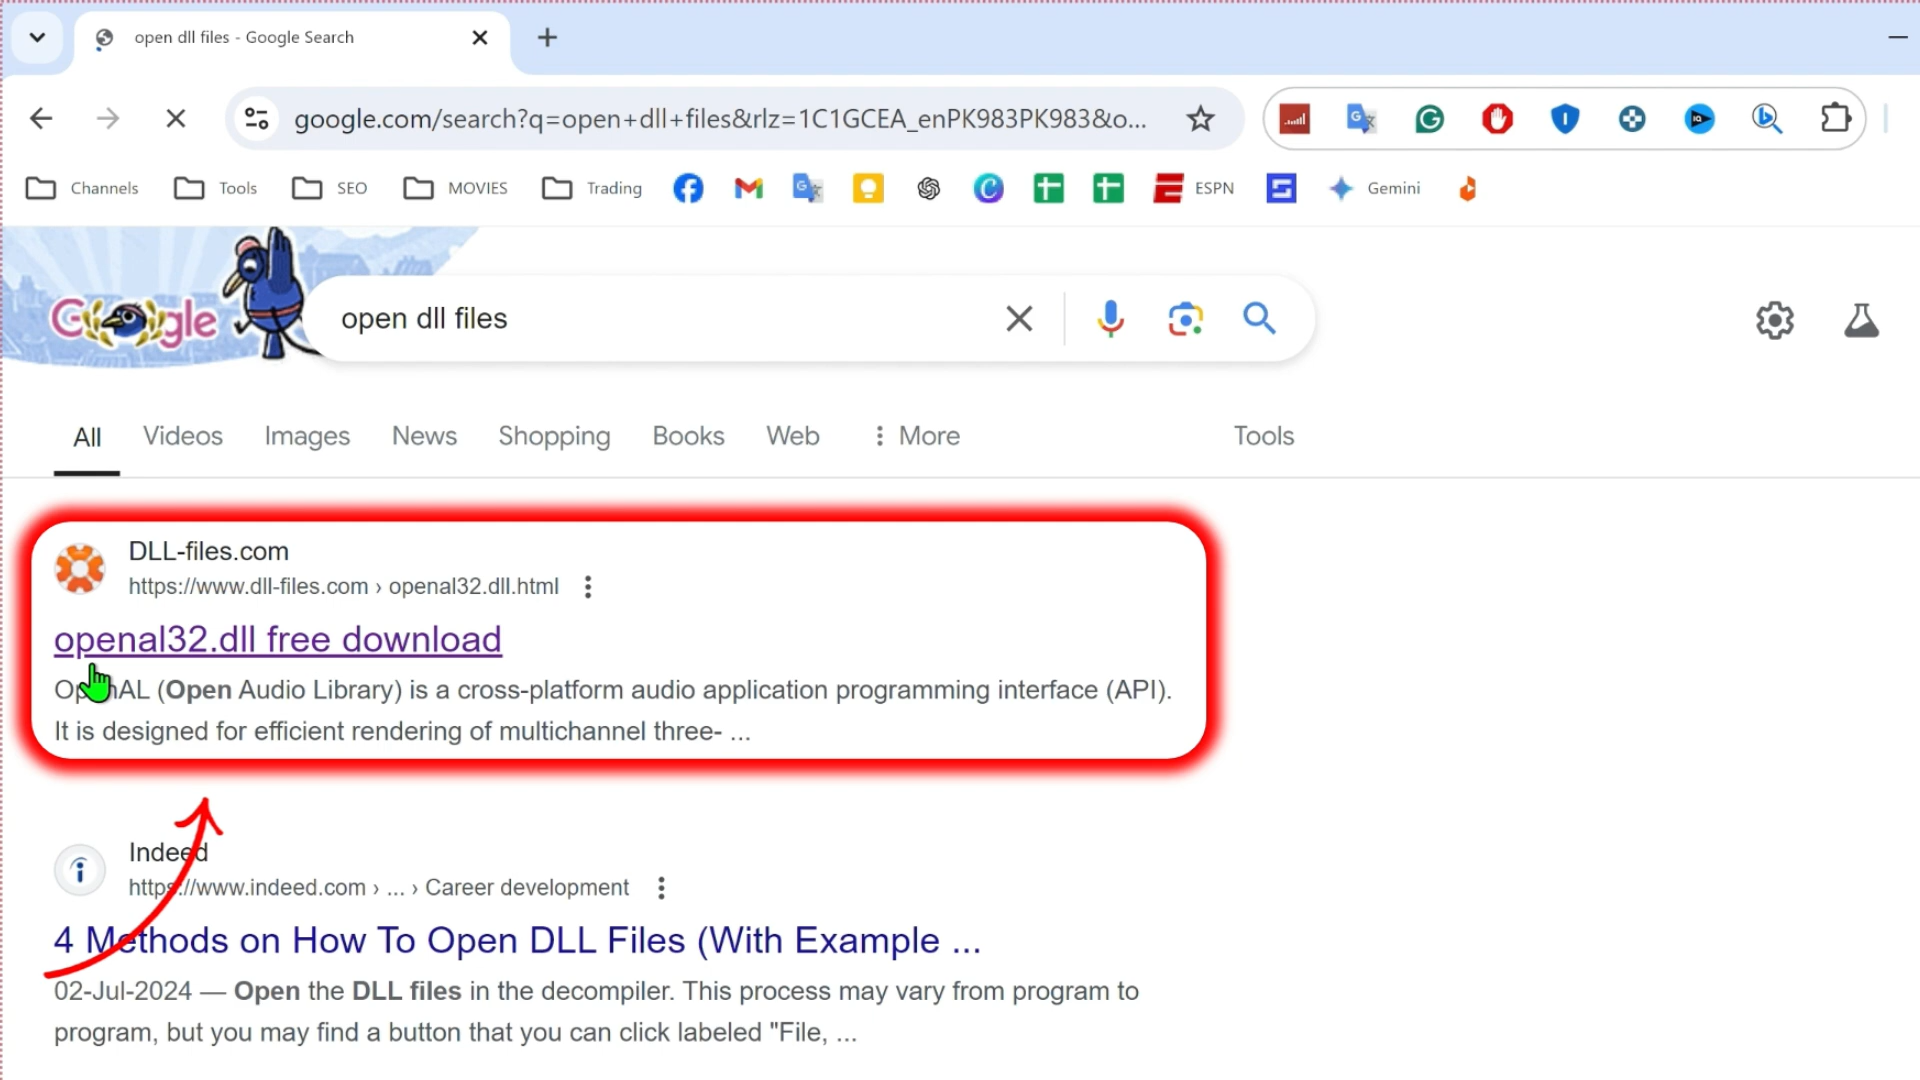 open dll files - Google Search
google.com/search?q=open+dll+files&rlz=1C1GCEA_enPK983PK983&o...
Channels Tools SEO MOVIES Trading ESPN Gemini
Google
open dll files
All Videos Images News Shopping Books Web More Tools
DLL-files.com
https://www.dll-files.com › openal32.dll.html
openal32.dll free download
OpenAL (Open Audio Library) is a cross-platform audio application programming interface (API).
It is designed for efficient rendering of multichannel three- ...
Indeed
https://www.indeed.com › ... › Career development
4 Methods on How To Open DLL Files (With Example ...
02-Jul-2024 — Open the DLL files in the decompiler. This process may vary from program to
program, but you may find a button that you can click labeled "File, ...